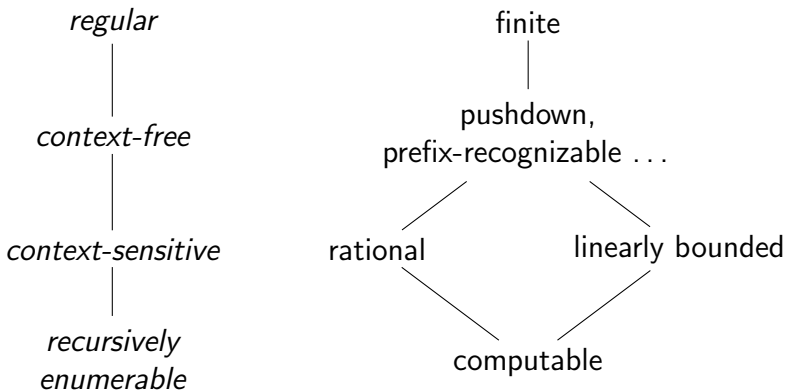 regular
context-free
context-sensitive
recursively
enumerable
finite
pushdown,
prefix-recognizable . . .
rational
linearly bounded
computable